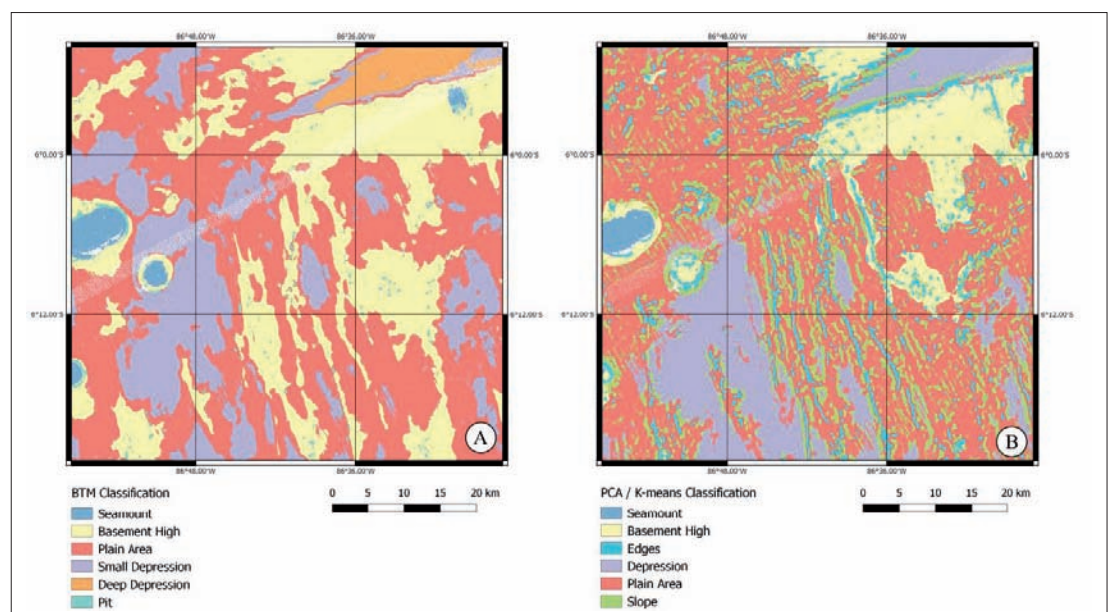 86°48.00'W 86°36.00'W
6°0.00'S 6°0.00'S
6°12.00'S 6°12.00'S
A
86°48.00'W 86°36.00'W
BTM Classification
0 5 10 15 20 km
Seamount
Basement High
Plain Area
Small Depression
Deep Depression
Pit
86°48.00'W 86°36.00'W
6°0.00'S 6°0.00'S
6°12.00'S 6°12.00'S
B
86°48.00'W 86°36.00'W
PCA / K-means Classification
0 5 10 15 20 km
Seamount
Basement High
Edges
Depression
Plain Area
Slope